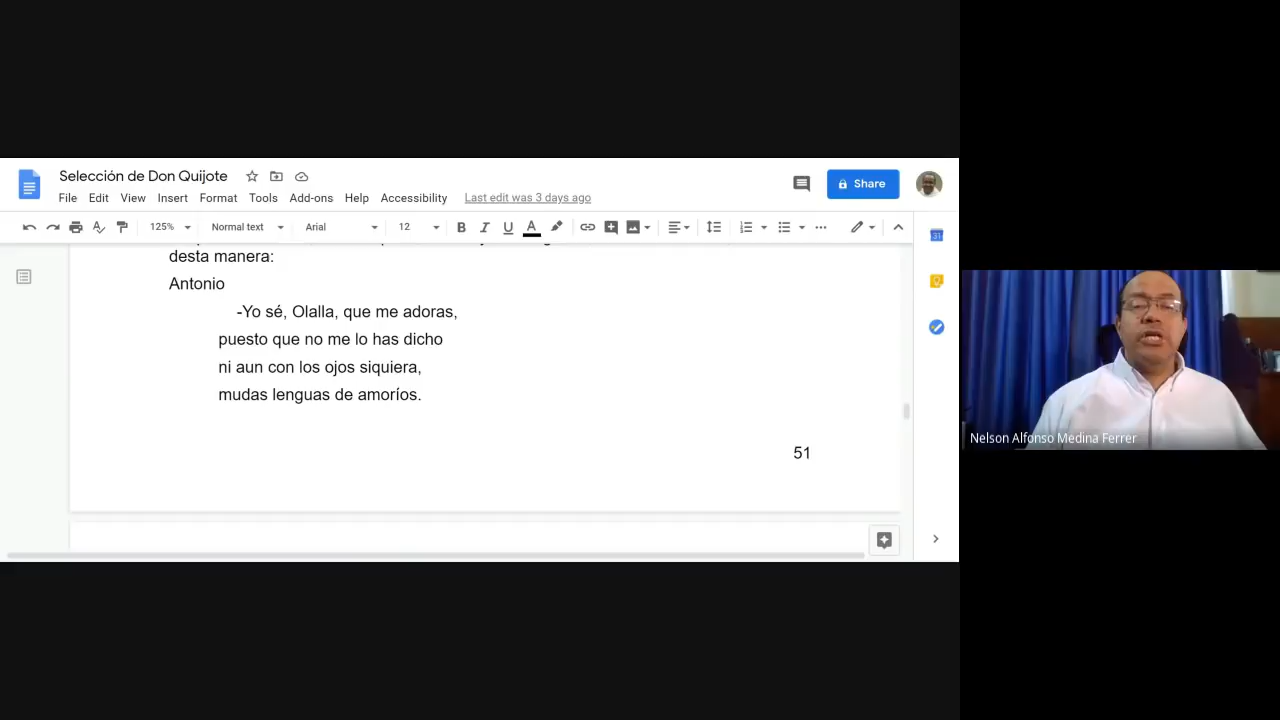 Selección de Don Quijote
File Edit View Insert Format Tools Add-ons Help Accessibility Last edit was 3 days ago
Share
125% Normal text Arial 12
desta manera:
Antonio
-Yo sé, Olalla, que me adoras,
puesto que no me lo has dicho
ni aun con los ojos siquiera,
mudas lenguas de amoríos.
51
Nelson Alfonso Medina Ferrer